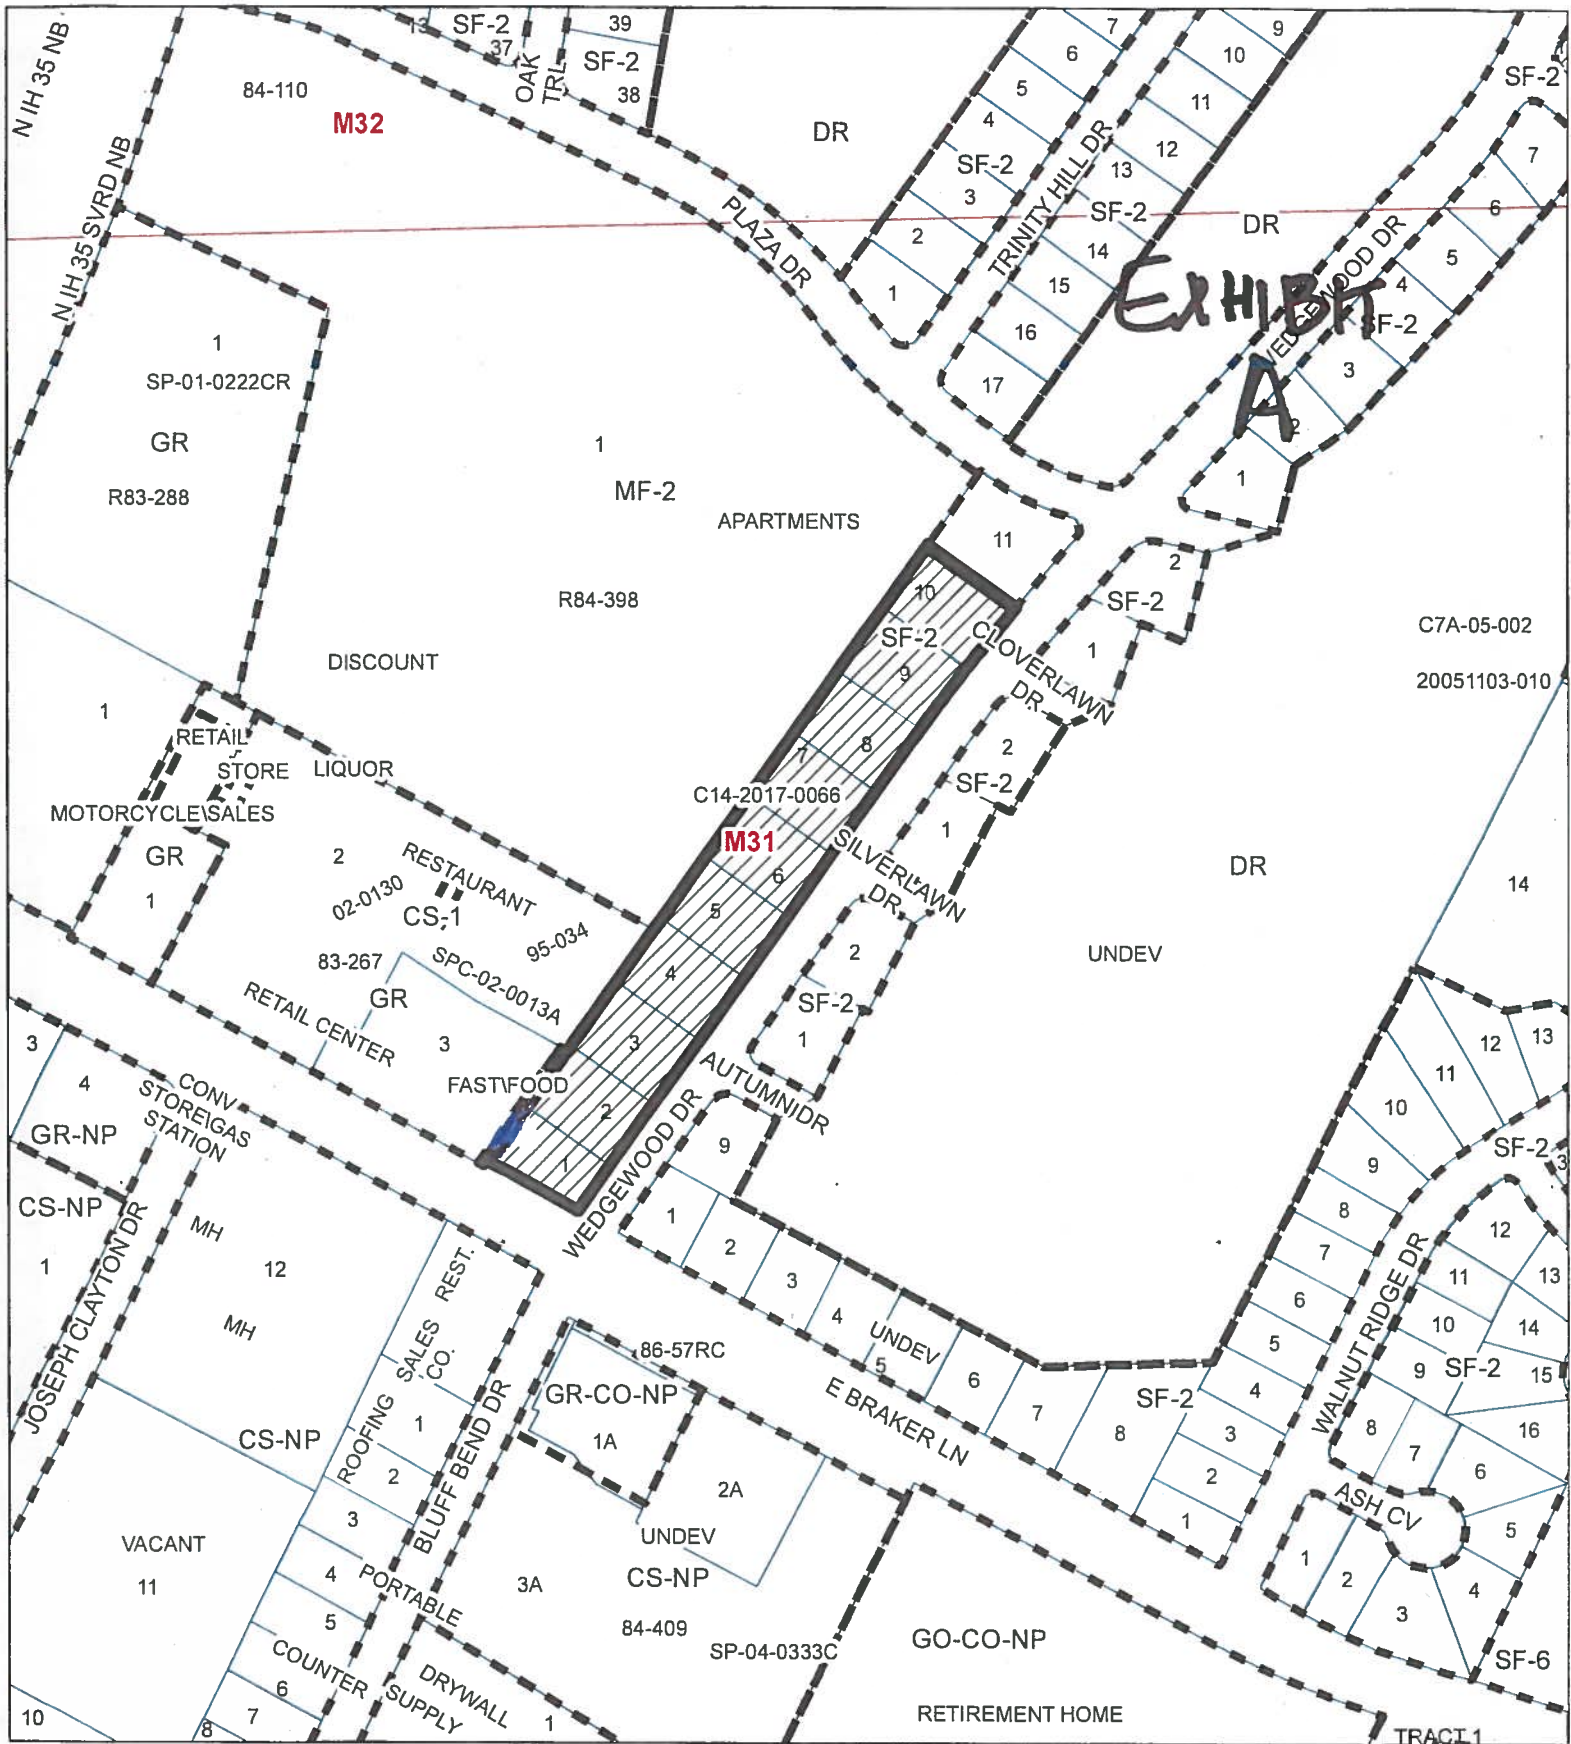 N IH 35 NB
84-110
M32
13
SF-2
37
OAK
TRL
39
SF-2
38
DR
7
6
5
4
SF-2
3
2
1
TRINITY HILL DR
9
10
11
12
13
SF-2
14
15
16
17
DR
SF-2
7
6
5
4
SF-2
3
2
1
EXHIBIT
A
N IH 35 SVRD NB
PLAZA DR
1
SP-01-0222CR
GR
R83-288
1
MF-2
APARTMENTS
R84-398
DISCOUNT
11
10
SF-2
9
8
7
C14-2017-0066
M31
6
5
4
3
2
1
CLOVERLAWN
DR
2
SF-2
1
2
SF-2
1
SILVERLAWN
DR
2
SF-2
1
AUTUMN DR
WEDGEWOOD DR
9
C7A-05-002
20051103-010
DR
UNDEV
14
1
RETAIL
STORE
LIQUOR
MOTORCYCLE\SALES
GR
1
2
RESTAURANT
02-0130
CS-1
95-034
83-267
SPC-02-0013A
GR
RETAIL CENTER
3
FAST\FOOD
3
4
GR-NP
CONV
STORE\GAS
STATION
CS-NP
1
JOSEPH CLAYTON DR
MH
12
MH
CS-NP
VACANT
11
10
REST.
SALES
CO.
ROOFING
1
2
3
4
5
6
7
8
BLUFF BEND DR
PORTABLE
COUNTER
SUPPLY
DRYWALL
1
86-57RC
GR-CO-NP
1A
2A
UNDEV
3A
CS-NP
84-409
SP-04-0333C
GO-CO-NP
RETIREMENT HOME
1
2
3
4
UNDEV
5
6
7
8
E BRAKER LN
SF-2
13
12
11
10
9
8
7
6
5
4
3
2
1
SF-2
3
WALNUT RIDGE DR
12
11
13
10
14
9
SF-2
15
8
7
16
6
ASH CV
5
1
2
3
4
SF-6
TRACT 1